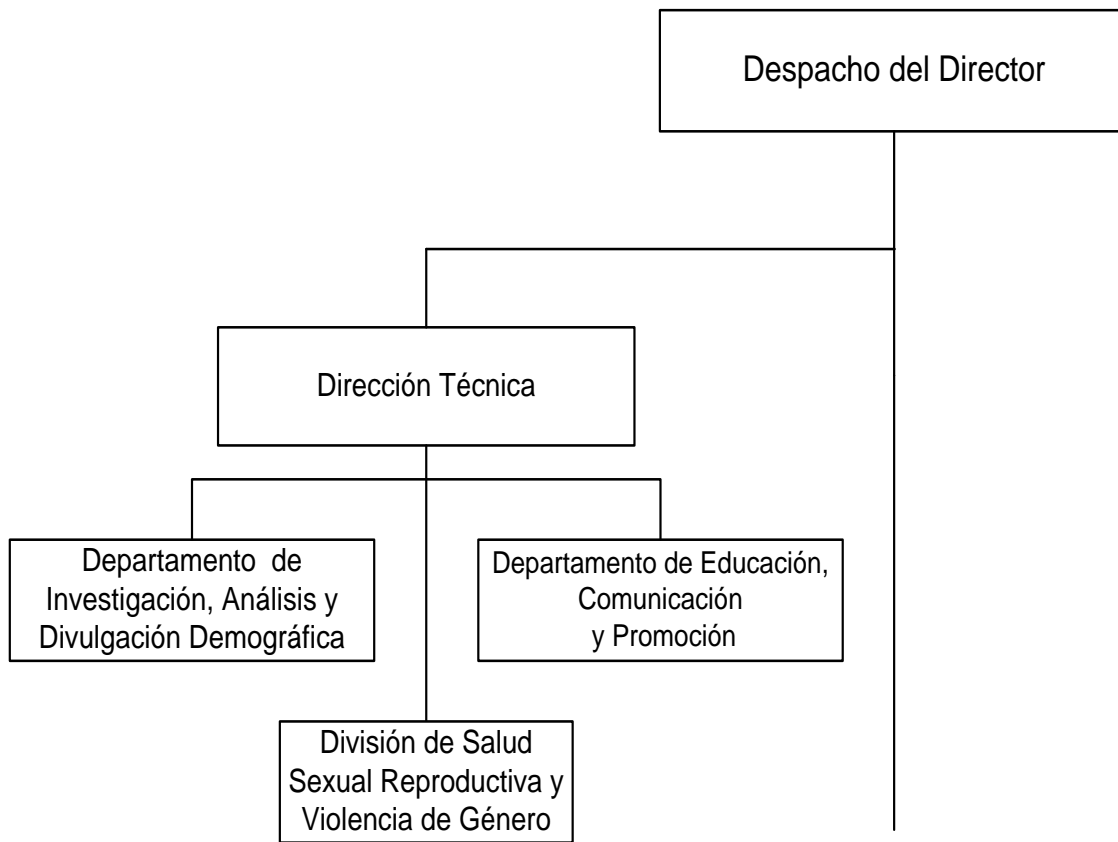 Despacho del Director
Dirección Técnica
Departamento de
Investigación, Análisis y
Divulgación Demográfica
Departamento de Educación,
Comunicación
y Promoción
División de Salud
Sexual Reproductiva y
Violencia de Género